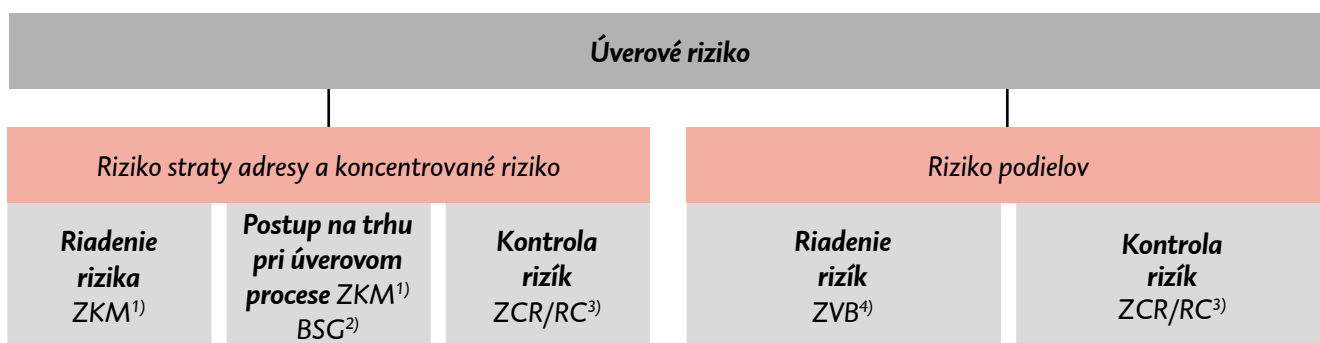 Úverové riziko
Riziko straty adresy a koncentrované riziko
Riadenie
rizika
ZKM1)
Postup na trhu
pri úverovom
procese ZKM1)
BSG2)
Kontrola
rizík
ZCR/RC3)
Riziko podielov
Riadenie
rizík
ZVB4)
Kontrola
rizík
ZCR/RC3)